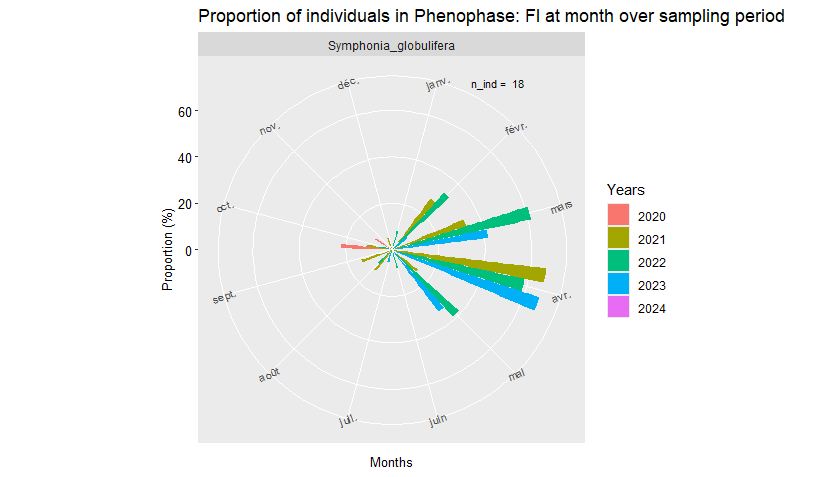 Proportion of individuals in Phenophase: Fl at month over sampling period
Symphonia_globulifera
n_ind = 18
janv.
févr.
mars
avr.
mai
juin
juil.
août
sept.
oct.
nov.
déc.
60
40
20
0
Proportion (%)
Months
Years
2020
2021
2022
2023
2024